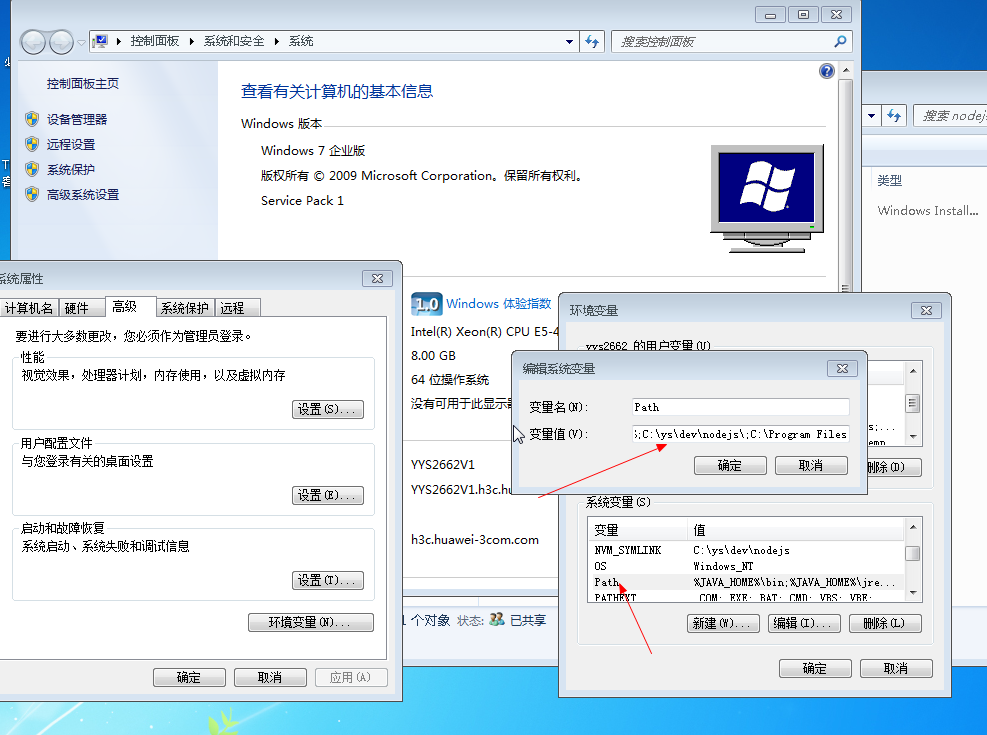 控制面板 系统和安全 系统
搜索控制面板
控制面板主页
设备管理器
远程设置
系统保护
高级系统设置
查看有关计算机的基本信息
Windows 版本
Windows 7 企业版
版权所有 © 2009 Microsoft Corporation。保留所有权利。
Service Pack 1
1.0 Windows 体验指数
Intel(R) Xeon(R) CPU E5-4
8.00 GB
64 位操作系统
没有可用于此显示器
YYS2662V1
YYS2662V1.h3c.hu
h3c.huawei-3com.com
1 个对象 状态: 已共享
搜索 nodejs
类型
Windows Install...
系统属性
计算机名 硬件 高级 系统保护 远程
要进行大多数更改，您必须作为管理员登录。
性能
视觉效果，处理器计划，内存使用，以及虚拟内存
设置(S)...
用户配置文件
与您登录有关的桌面设置
设置(E)...
启动和故障恢复
系统启动、系统失败和调试信息
设置(T)...
环境变量(N)...
确定 取消 应用(A)
环境变量
yys2662 的用户变量(U)
删除(D)
编辑系统变量
变量名(N): Path
变量值(V): ;C:\ys\dev\nodejs\;C:\Program Files
确定 取消
系统变量(S)
变量 值
NVM_SYMLINK C:\ys\dev\nodejs
OS Windows_NT
Path %JAVA_HOME%\bin;%JAVA_HOME%\jre...
PATHEXT .COM;.EXE;.BAT;.CMD;.VBS;.VBE;
新建(W)... 编辑(I)... 删除(L)
确定 取消